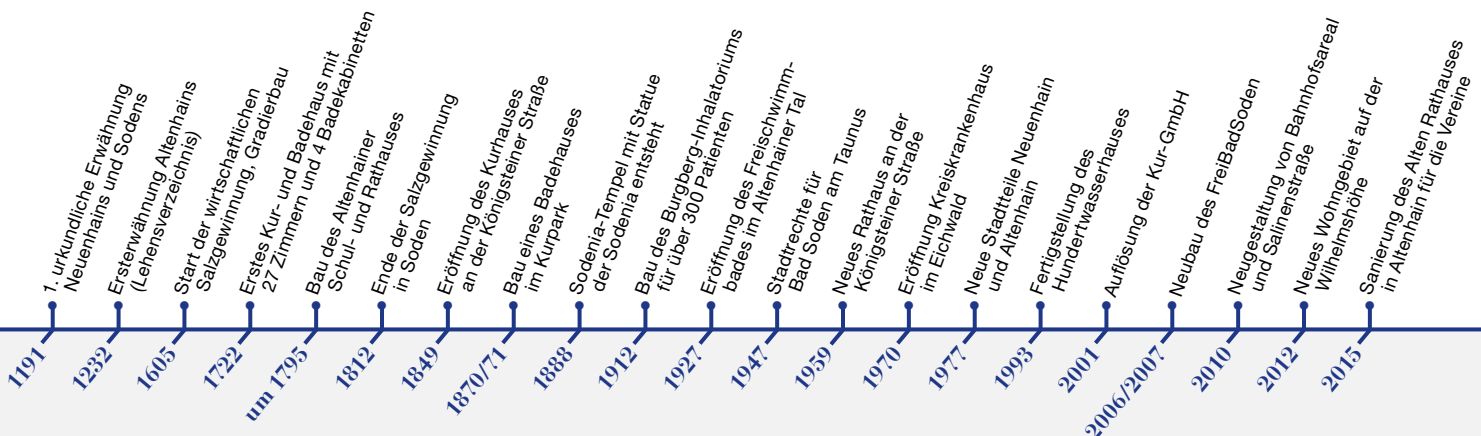 1. urkundliche Erwähnung
Neuenhains und Sodens
Ersterwähnung Altenhains
(Lehensverzeichnis)
Start der wirtschaftlichen
Salzgewinnung, Gradierbau
Erstes Kur- und Badehaus mit
27 Zimmern und 4 Badekabinetten
Bau des Altenhainer
Schul- und Rathauses
Ende der Salzgewinnung
in Soden
Eröffnung des Kurhauses
an der Königsteiner Straße
Bau eines Badehauses
im Kurpark
Sodenia-Tempel mit Statue
der Sodenia entsteht
Bau des Burgberg-Inhalatoriums
für über 300 Patienten
Eröffnung des Freischwimm-
bades im Altenhainer Tal
Stadtrechte für
Bad Soden am Taunus
Neues Rathaus an der
Königsteiner Straße
Eröffnung Kreiskrankenhaus
im Eichwald
Neue Stadtteile Neuenhain
und Altenhain
Fertigstellung des
Hundertwasserhauses
Auflösung der Kur-GmbH
Neubau des FreiBadSoden
Neugestaltung von Bahnhofsareal
und Salinenstraße
Neues Wohngebiet auf der
Wilhelmshöhe
Sanierung des Alten Rathauses
in Altenhain für die Vereine
1191
1232
1605
1722
um 1795
1812
1849
1870/71
1888
1912
1927
1947
1959
1970
1977
1993
2001
2006/2007
2010
2012
2015